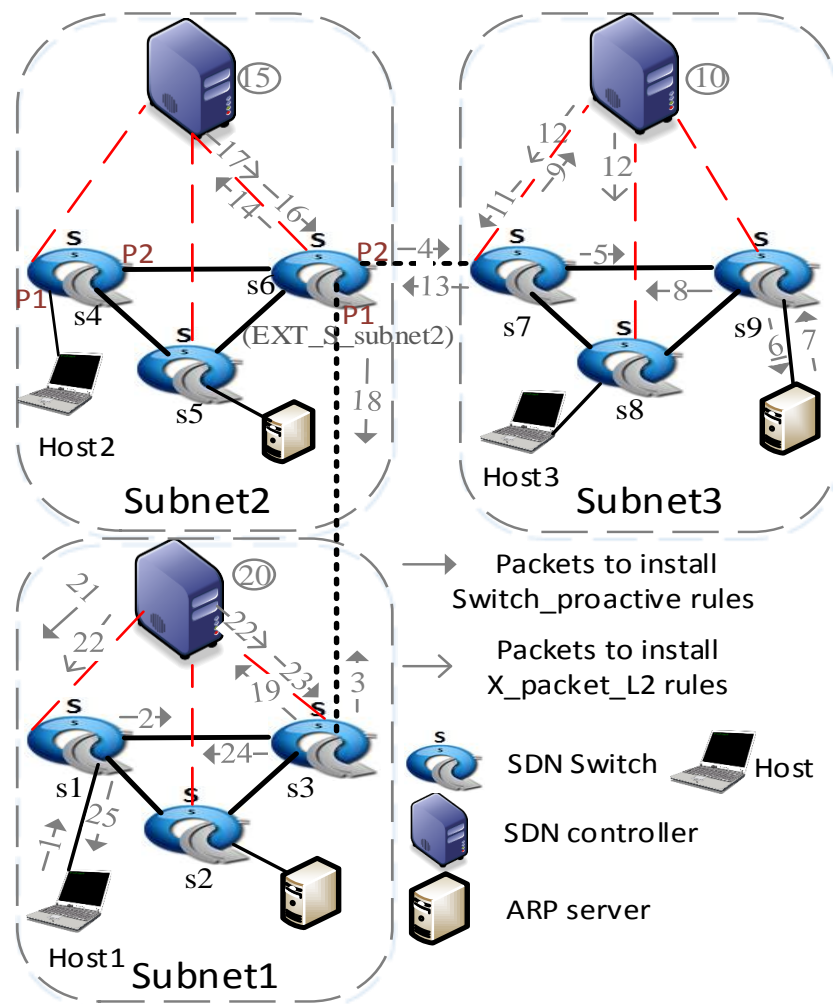 15
17
14
16
S
P2
P1
s4
s6
S
P2
P1
(EXT_S_subnet2)
S
s5
Host2
18
Subnet2
10
12
9
11
12
4
13
S
5
s7
8
S
s9
6
7
S
s8
Host3
Subnet3
20
21
22
22
23
19
3
S
2
s1
24
S
s3
S
s2
1
25
Host1
Subnet1
Packets to install
Switch_proactive rules
Packets to install
X_packet_L2 rules
S
SDN Switch
Host
SDN controller
ARP server